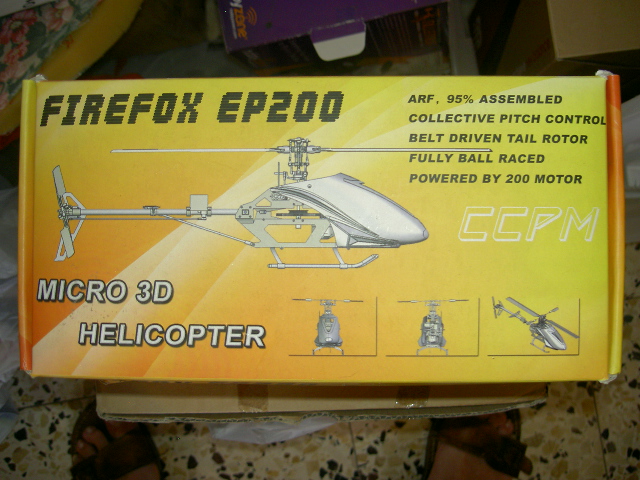 FIREFOX EP200
ARF, 95% ASSEMBLED
COLLECTIVE PITCH CONTROL
BELT DRIVEN TAIL ROTOR
FULLY BALL RACED
POWERED BY 200 MOTOR
CCPM
MICRO 3D
HELICOPTER